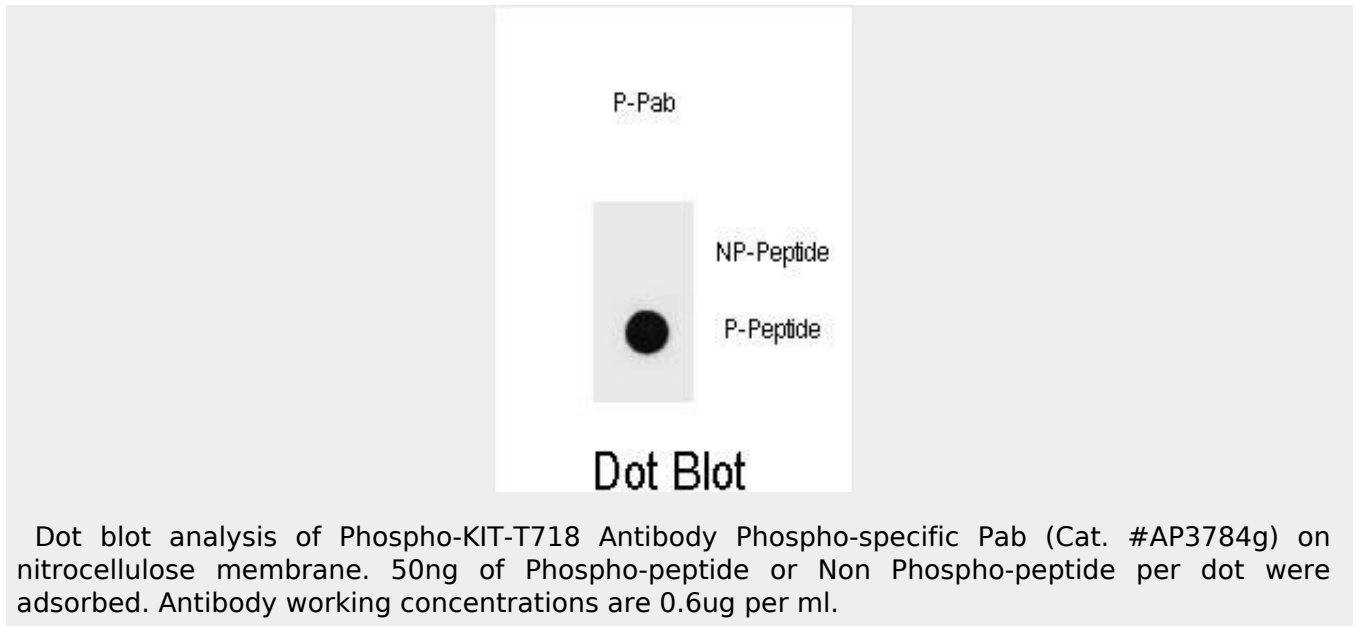 P-Pab
NP-Peptide
P-Peptide
Dot Blot
Dot blot analysis of Phospho-KIT-T718 Antibody Phospho-specific Pab (Cat. #AP3784g) on
nitrocellulose membrane. 50ng of Phospho-peptide or Non Phospho-peptide per dot were
adsorbed. Antibody working concentrations are 0.6ug per ml.